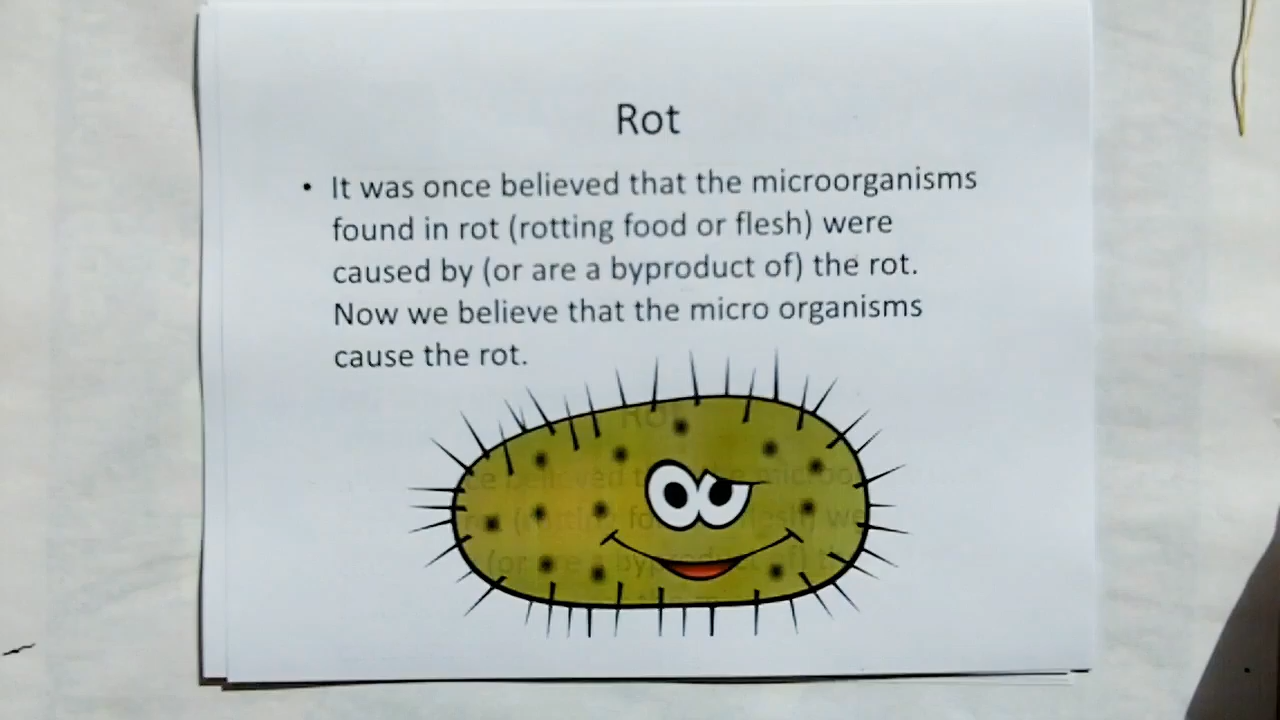 Rot
• It was once believed that the microorganisms
found in rot (rotting food or flesh) were
caused by (or are a byproduct of) the rot.
Now we believe that the micro organisms
cause the rot.